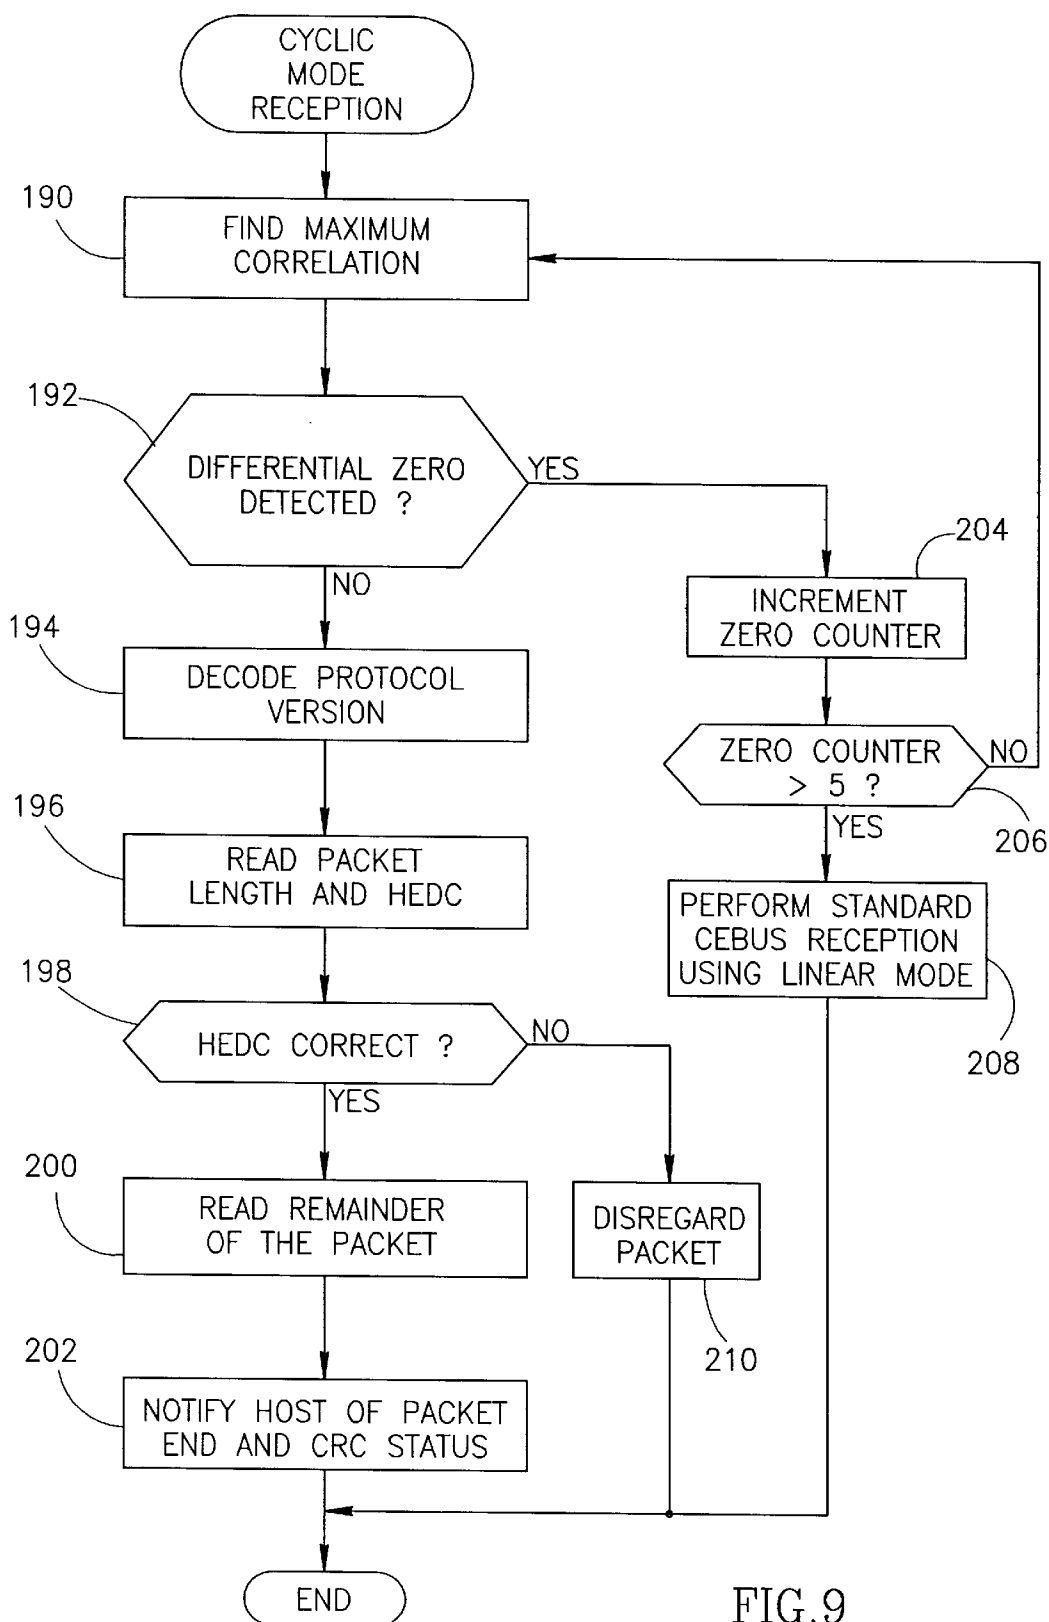 CYCLIC
MODE
RECEPTION
190
FIND MAXIMUM
CORRELATION
192
DIFFERENTIAL ZERO
DETECTED ?
YES
NO
204
INCREMENT
ZERO COUNTER
194
DECODE PROTOCOL
VERSION
ZERO COUNTER
> 5 ?
NO
206
YES
196
READ PACKET
LENGTH AND HEDC
PERFORM STANDARD
CEBUS RECEPTION
USING LINEAR MODE
208
198
HEDC CORRECT ?
NO
YES
200
READ REMAINDER
OF THE PACKET
DISREGARD
PACKET
210
202
NOTIFY HOST OF PACKET
END AND CRC STATUS
END
FIG.9